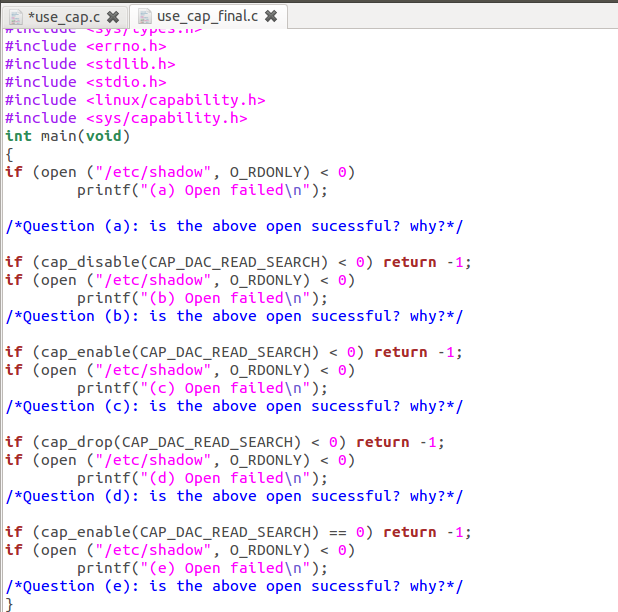 *use_cap.c use_cap_final.c
#include <sys/types.h>
#include <errno.h>
#include <stdlib.h>
#include <stdio.h>
#include <linux/capability.h>
#include <sys/capability.h>
int main(void)
{
if (open ("/etc/shadow", O_RDONLY) < 0)
        printf("(a) Open failed\n");
/*Question (a): is the above open sucessful? why?*/
if (cap_disable(CAP_DAC_READ_SEARCH) < 0) return -1;
if (open ("/etc/shadow", O_RDONLY) < 0)
        printf("(b) Open failed\n");
/*Question (b): is the above open sucessful? why?*/
if (cap_enable(CAP_DAC_READ_SEARCH) < 0) return -1;
if (open ("/etc/shadow", O_RDONLY) < 0)
        printf("(c) Open failed\n");
/*Question (c): is the above open sucessful? why?*/
if (cap_drop(CAP_DAC_READ_SEARCH) < 0) return -1;
if (open ("/etc/shadow", O_RDONLY) < 0)
        printf("(d) Open failed\n");
/*Question (d): is the above open sucessful? why?*/
if (cap_enable(CAP_DAC_READ_SEARCH) == 0) return -1;
if (open ("/etc/shadow", O_RDONLY) < 0)
        printf("(e) Open failed\n");
/*Question (e): is the above open sucessful? why?*/
}